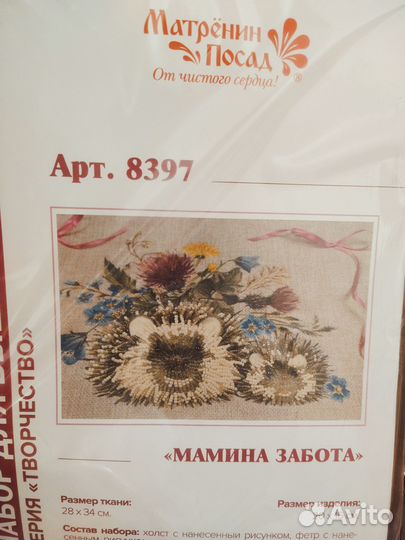 Матрёнин
Посад
®
От чистого сердца!
Арт. 8397
СЕРИЯ «ТВОРЧЕСТВО»
«МАМИНА ЗАБОТА»
Размер ткани:
28 х 34 см.
Размер изделия:
Состав набора: холст с нанесенным рисунком, фетр с нане-
Avito